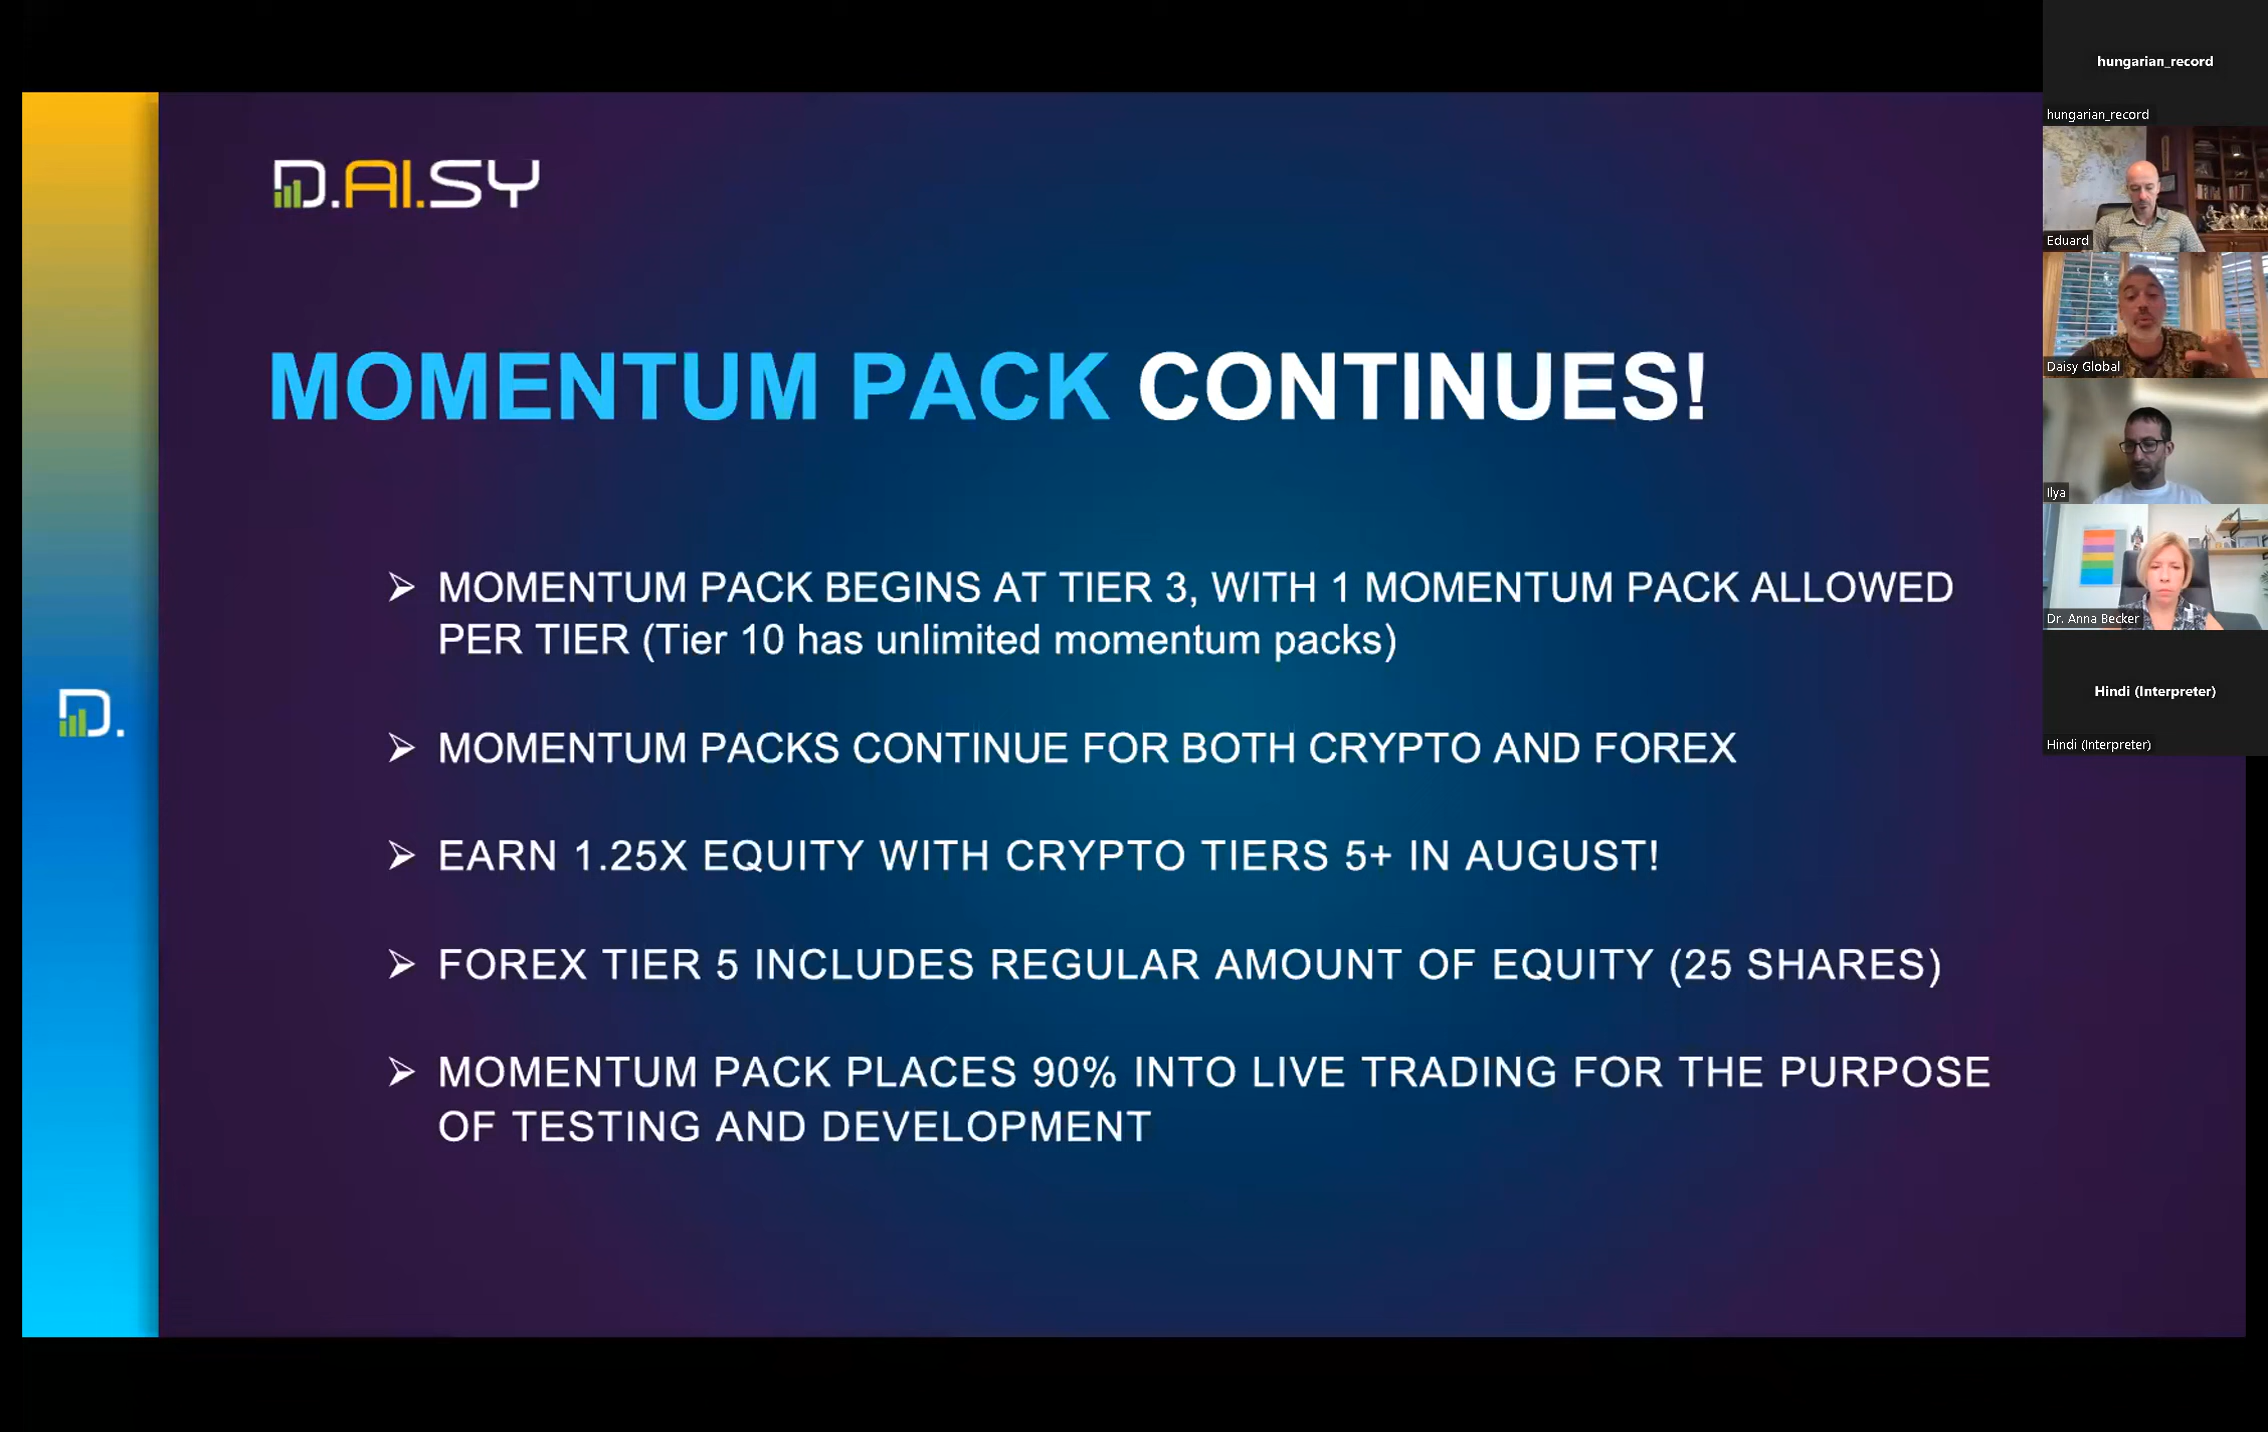 D.AI.SY
MOMENTUM PACK CONTINUES!
➢ MOMENTUM PACK BEGINS AT TIER 3, WITH 1 MOMENTUM PACK ALLOWED
PER TIER (Tier 10 has unlimited momentum packs)
➢ MOMENTUM PACKS CONTINUE FOR BOTH CRYPTO AND FOREX
➢ EARN 1.25X EQUITY WITH CRYPTO TIERS 5+ IN AUGUST!
➢ FOREX TIER 5 INCLUDES REGULAR AMOUNT OF EQUITY (25 SHARES)
➢ MOMENTUM PACK PLACES 90% INTO LIVE TRADING FOR THE PURPOSE
OF TESTING AND DEVELOPMENT
D.
hungarian_record
hungarian_record
Eduard
Daisy Global
Ilya
Dr. Anna Becker
Hindi (Interpreter)
Hindi (Interpreter)